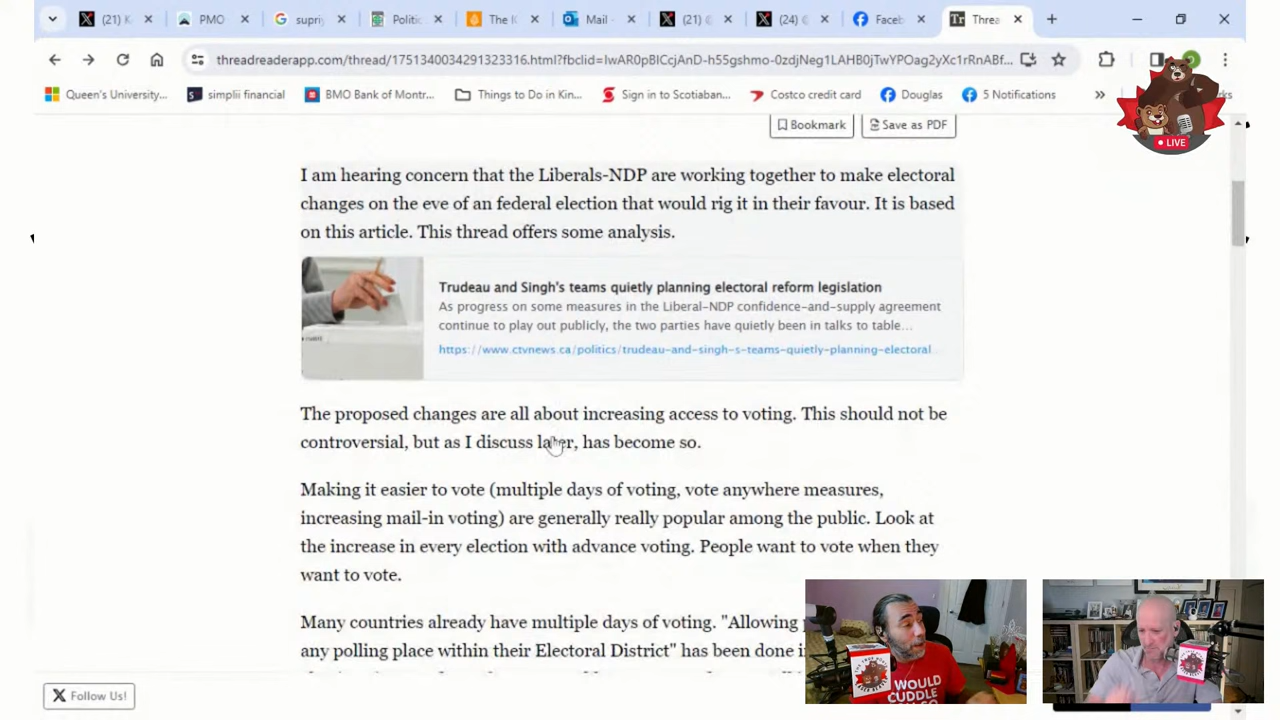 (21) K
PMO
supri
Politic
The I
Mail -
(21)
(24)
Faceb
Threa
threadreaderapp.com/thread/1751340034291323316.html?fbclid=IwAR0pBICcjAnD-h55gshmo-0zdjNeg1LAHB0jTwYPOag2yXc1rRnABf...
Queen's University...
simplii financial
BMO Bank of Montr...
Things to Do in Kin...
Sign in to Scotiaban...
Costco credit card
Douglas
5 Notifications
»
LIVE
Bookmark
Save as PDF
I am hearing concern that the Liberals-NDP are working together to make electoral
changes on the eve of an federal election that would rig it in their favour. It is based
on this article. This thread offers some analysis.
Trudeau and Singh's teams quietly planning electoral reform legislation
As progress on some measures in the Liberal-NDP confidence-and-supply agreement
continue to play out publicly, the two parties have quietly been in talks to table...
https://www.ctvnews.ca/politics/trudeau-and-singh-s-teams-quietly-planning-electoral...
The proposed changes are all about increasing access to voting. This should not be
controversial, but as I discuss later, has become so.
Making it easier to vote (multiple days of voting, vote anywhere measures,
increasing mail-in voting) are generally really popular among the public. Look at
the increase in every election with advance voting. People want to vote when they
want to vote.
Many countries already have multiple days of voting. "Allowing
any polling place within their Electoral District" has been done i
WOULD
CUDDLE
Follow Us!